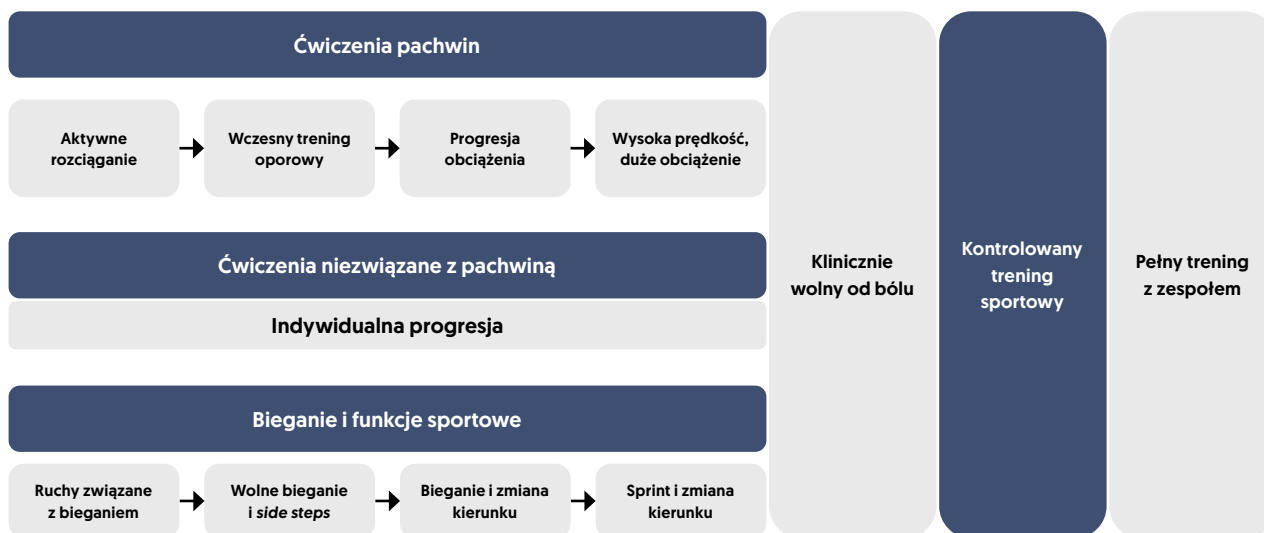 Ćwiczenia pachwin
Aktywne
rozciąganie
Wczesny trening
oporowy
Progresja
obciążenia
Wysoka prędkość,
duże obciążenie
Ćwiczenia niezwiązane z pachwiną
Indywidualna progresja
Bieganie i funkcje sportowe
Ruchy związane
z bieganiem
Wolne bieganie
i side steps
Bieganie i zmiana
kierunku
Sprint i zmiana
kierunku
Klinicznie
wolny od bólu
Kontrolowany
trening
sportowy
Pełny trening
z zespołem